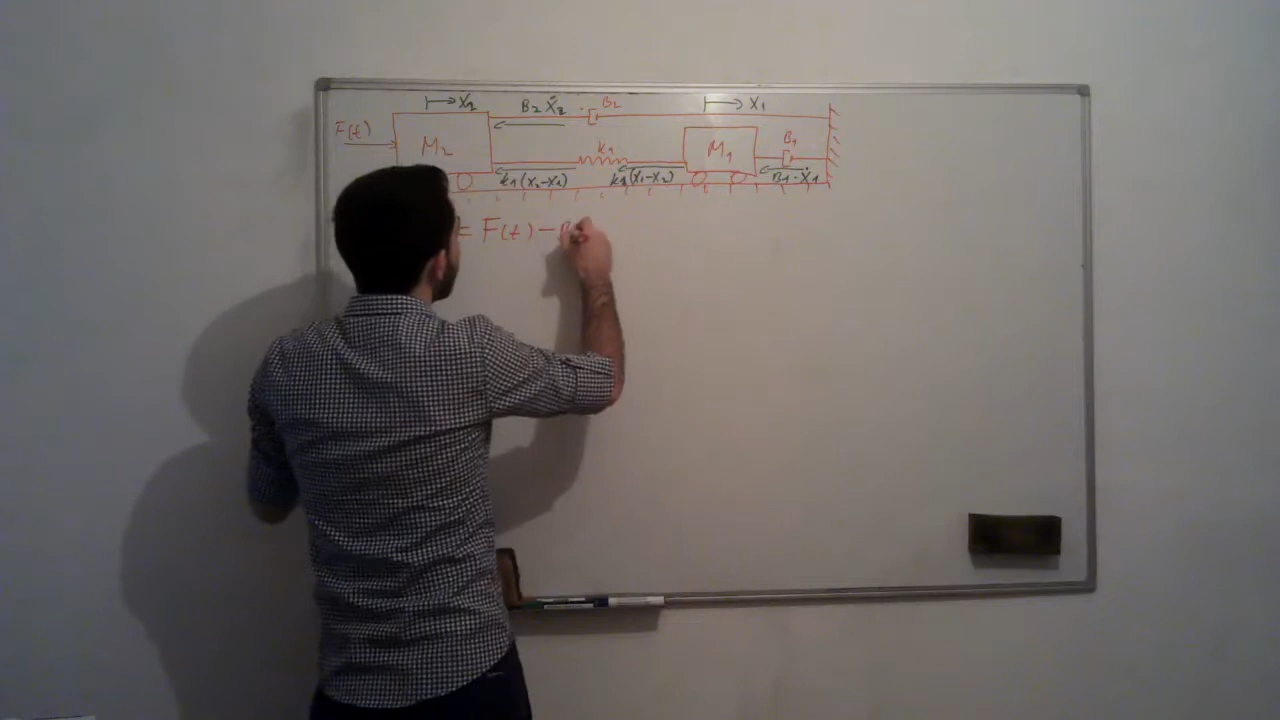 X₂ B₂ Ẋ₂ B₂ X₁
F(t) M₂ k₁ M₁ B₁
k₁(X₂-X₁) k₁(X₁-X₂) B₁·Ẋ₁
= F(t) -